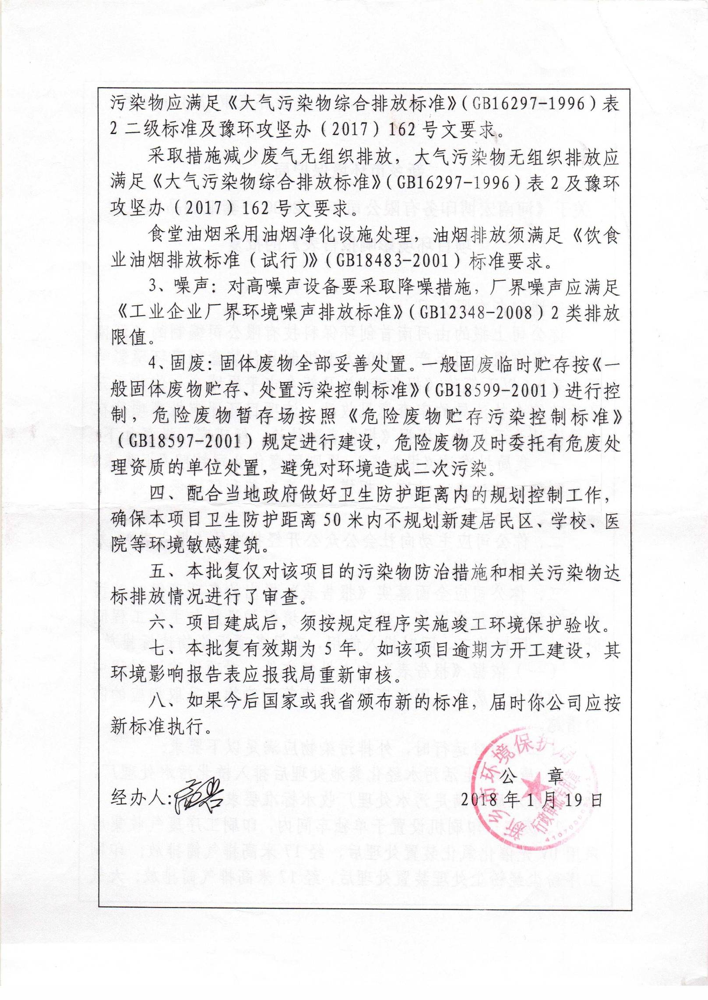 污染物应满足《大气污染物综合排放标准》（GB16297-1996）表
2 二级标准及豫环攻坚办（2017）162 号文要求。
采取措施减少废气无组织排放，大气污染物无组织排放应
满足《大气污染物综合排放标准》（GB16297-1996）表 2 及豫环
攻坚办（2017）162 号文要求。
食堂油烟采用油烟净化设施处理，油烟排放须满足《饮食
业油烟排放标准（试行）》（GB18483-2001）标准要求。
3、噪声：对高噪声设备要采取降噪措施，厂界噪声应满足
《工业企业厂界环境噪声排放标准》（GB12348-2008）2 类排放
限值。
4、固废：固体废物全部妥善处置。一般固废临时贮存按《一
般固体废物贮存、处置污染控制标准》（GB18599-2001）进行控
制，危险废物暂存场按照《危险废物贮存污染控制标准》
（GB18597-2001）规定进行建设，危险废物及时委托有危废处
理资质的单位处置，避免对环境造成二次污染。
四、配合当地政府做好卫生防护距离内的规划控制工作，
确保本项目卫生防护距离 50 米内不规划新建居民区、学校、医
院等环境敏感建筑。
五、本批复仅对该项目的污染物防治措施和相关污染物达
标排放情况进行了审查。
六、项目建成后，须按规定程序实施竣工环境保护验收。
七、本批复有效期为 5 年。如该项目逾期方开工建设，其
环境影响报告表应报我局重新审核。
八、如果今后国家或我省颁布新的标准，届时你公司应按
新标准执行。
公 章
经办人：
2018 年 1 月 19 日
新乡市环境保护局
行政审批专用章